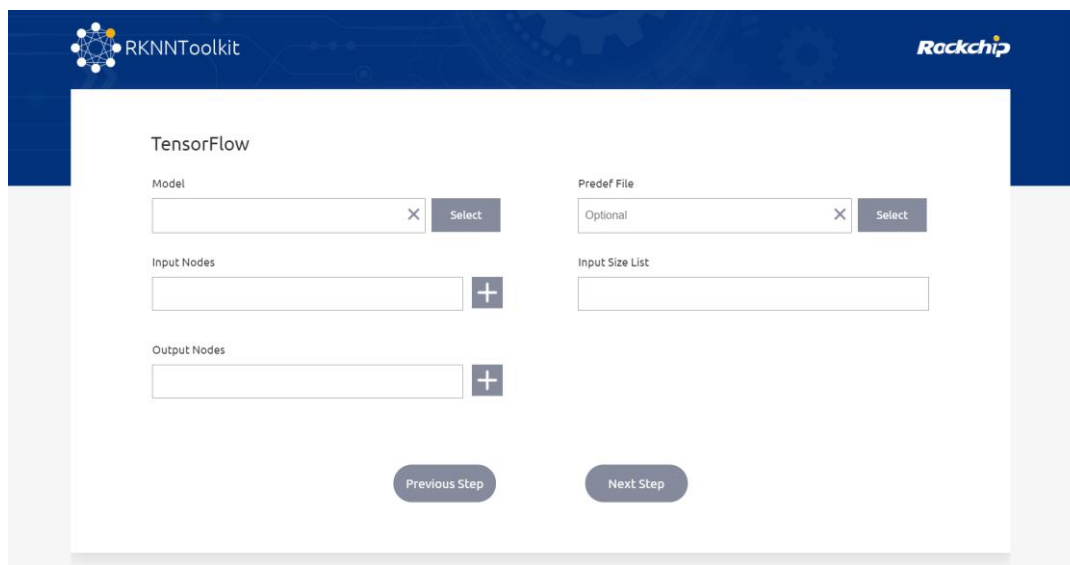 RKNNToolkit
Rockchip
TensorFlow
Model
Select
Predef File
Optional
Select
Input Nodes
Input Size List
Output Nodes
Previous Step
Next Step